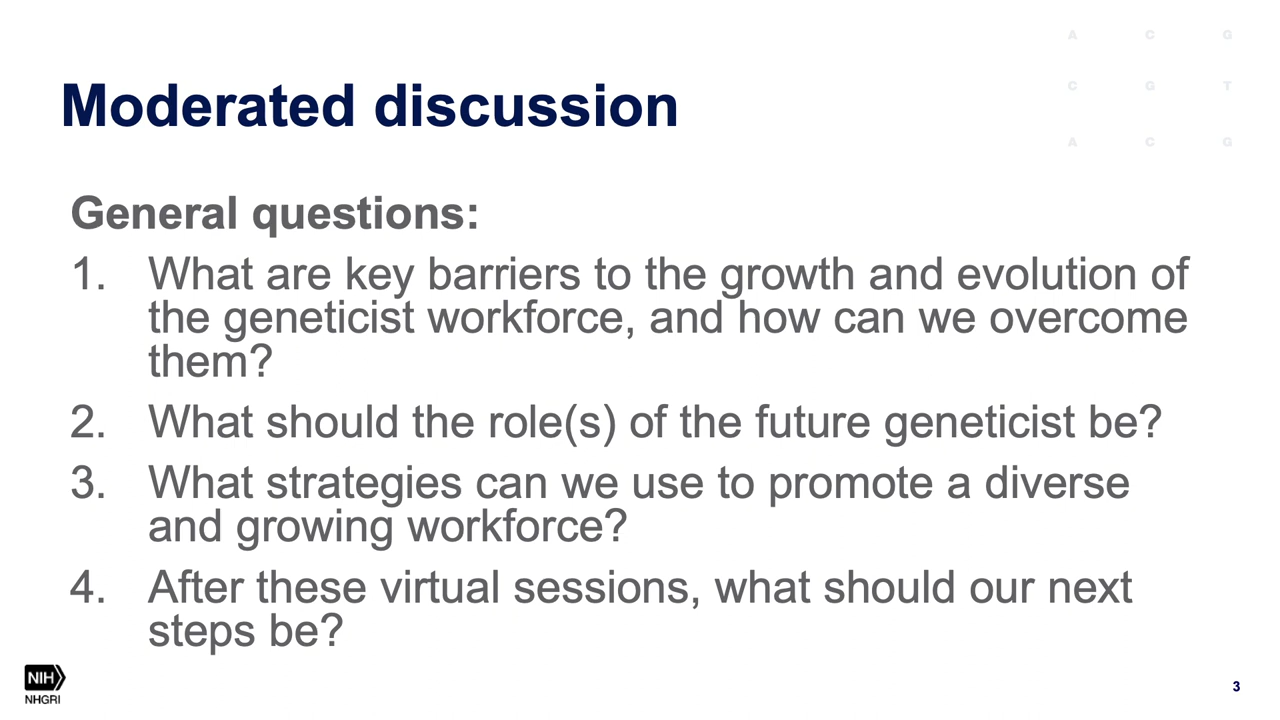 A C G
C G T
A C G
Moderated discussion
General questions:
1. What are key barriers to the growth and evolution of
the geneticist workforce, and how can we overcome
them?
2. What should the role(s) of the future geneticist be?
3. What strategies can we use to promote a diverse
and growing workforce?
4. After these virtual sessions, what should our next
steps be?
NIH
NHGRI
3